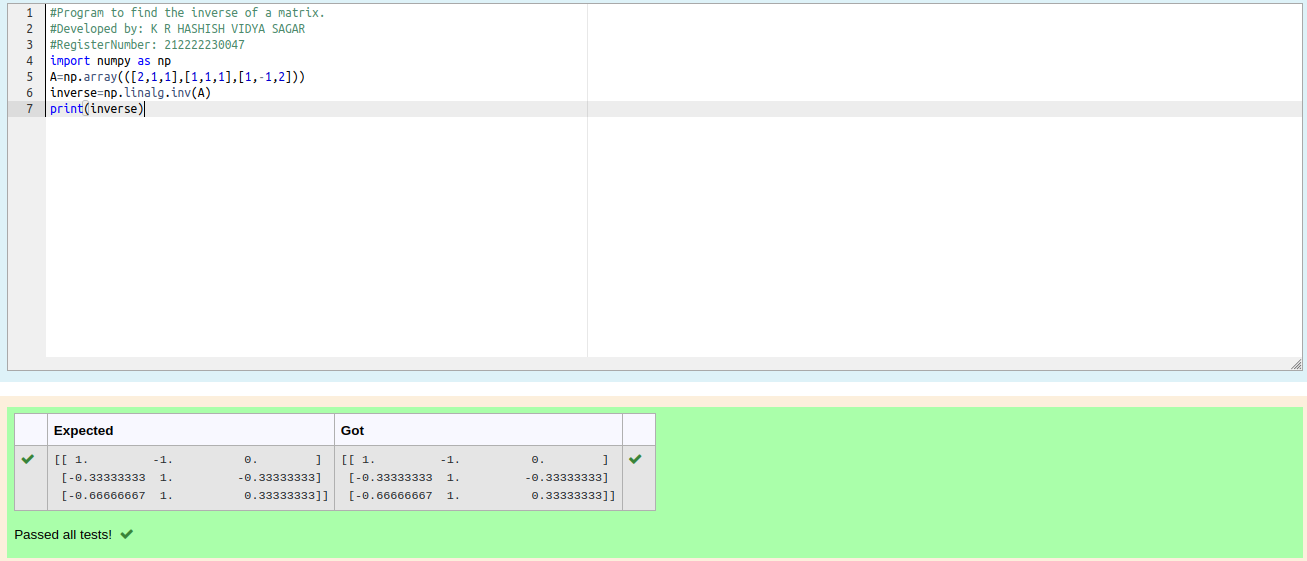 1 #Program to find the inverse of a matrix.
2 #Developed by: K R HASHISH VIDYA SAGAR
3 #RegisterNumber: 212222230047
4 import numpy as np
5 A=np.array(([2,1,1],[1,1,1],[1,-1,2]))
6 inverse=np.linalg.inv(A)
7 print(inverse)
Expected Got
[[ 1. -1. 0. ] [[ 1. -1. 0. ]
[-0.33333333 1. -0.33333333] [-0.33333333 1. -0.33333333]
[-0.66666667 1. 0.33333333]] [-0.66666667 1. 0.33333333]]
Passed all tests!